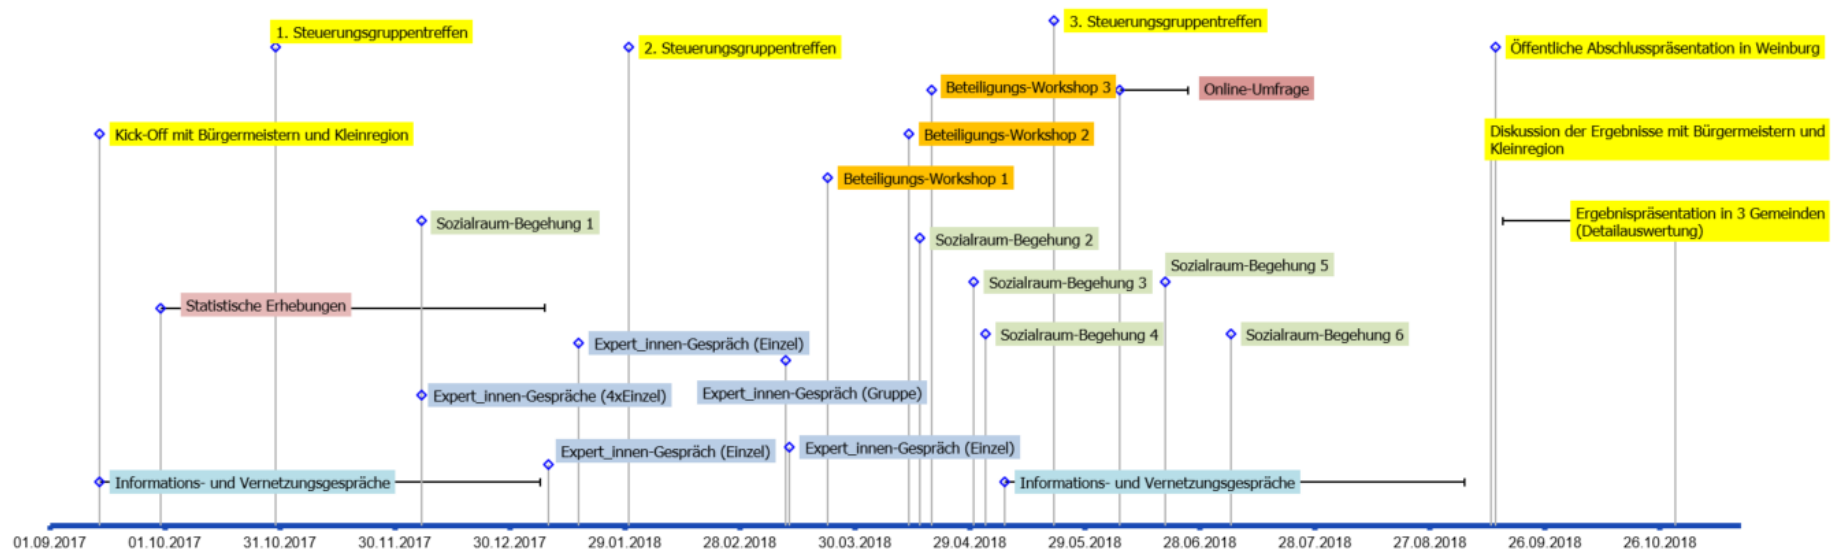 1. Steuerungsgruppentreffen
2. Steuerungsgruppentreffen
3. Steuerungsgruppentreffen
Öffentliche Abschlusspräsentation in Weinburg
Beteiligungs-Workshop 3
Online-Umfrage
Kick-Off mit Bürgermeistern und Kleinregion
Beteiligungs-Workshop 2
Diskussion der Ergebnisse mit Bürgermeistern und
Kleinregion
Beteiligungs-Workshop 1
Sozialraum-Begehung 1
Ergebnispräsentation in 3 Gemeinden
(Detailauswertung)
Sozialraum-Begehung 2
Sozialraum-Begehung 5
Sozialraum-Begehung 3
Statistische Erhebungen
Sozialraum-Begehung 4
Sozialraum-Begehung 6
Expert_innen-Gespräch (Einzel)
Expert_innen-Gespräche (4xEinzel)
Expert_innen-Gespräch (Gruppe)
Expert_innen-Gespräch (Einzel)
Expert_innen-Gespräch (Einzel)
Informations- und Vernetzungsgespräche
Informations- und Vernetzungsgespräche
01.09.2017 01.10.2017 31.10.2017 30.11.2017 30.12.2017 29.01.2018 28.02.2018 30.03.2018 29.04.2018 29.05.2018 28.06.2018 28.07.2018 27.08.2018 26.09.2018 26.10.2018